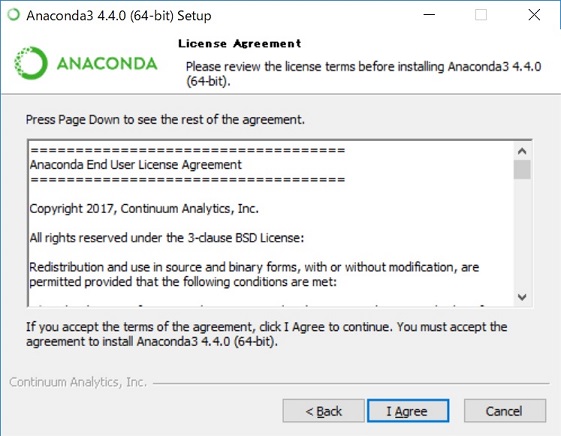 Anaconda3 4.4.0 (64-bit) Setup
License Agreement
ANACONDA
Please review the license terms before installing Anaconda3 4.4.0
(64-bit).
Press Page Down to see the rest of the agreement.
====================================
Anaconda End User License Agreement
====================================
Copyright 2017, Continuum Analytics, Inc.
All rights reserved under the 3-clause BSD License:
Redistribution and use in source and binary forms, with or without modification, are
permitted provided that the following conditions are met:
If you accept the terms of the agreement, click I Agree to continue. You must accept the
agreement to install Anaconda3 4.4.0 (64-bit).
Continuum Analytics, Inc.
< Back
I Agree
Cancel